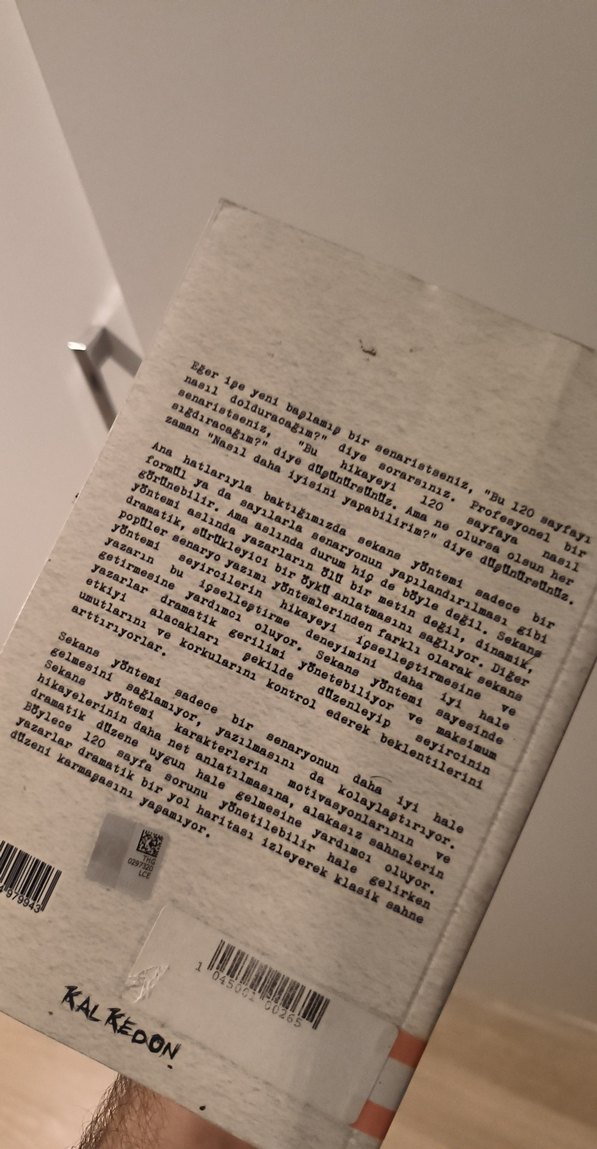 Eğer işe yeni başlamış bir senaristseniz, "Bu 120 sayfayı
nasıl dolduracağım?" diye sorarsınız. Profesyonel bir
senaristseniz, "Bu hikayeyi 120 sayfaya nasıl
sığdıracağım?" diye düşünürsünüz. Ama ne olursa olsun her
zaman "Nasıl daha iyisini yapabilirim?" diye düşünürsünüz.
Ana hatlarıyla baktığımızda sekans yöntemi sadece bir
formül ya da sayılarla senaryonun yapılandırılması gibi
görünebilir. Ama aslında durum hiç de böyle değil. Sekans
yöntemi aslında yazarların ölü bir metin değil, dinamik,
dramatik, sürükleyici bir öykü anlatmasını sağlıyor. Diğer
popüler senaryo yazımı yöntemlerinden farklı olarak sekans
yöntemi seyircilerin hikayeyi içselleştirmesine ve
yazarın bu içselleştirme deneyimini daha iyi hale
getirmesine yardımcı oluyor. Sekans yöntemi sayesinde
yazarlar dramatik gerilimi yönetebiliyor ve maksimum
etkiyi alacakları şekilde düzenleyip seyircinin
umutlarını ve korkularını kontrol ederek beklentilerini
arttırıyorlar.
Sekans yöntemi sadece bir senaryonun daha iyi hale
gelmesini sağlamıyor, yazılmasını da kolaylaştırıyor.
Sekans yöntemi karakterlerin motivasyonlarının ve
hikayelerinin daha net anlatılmasına, alakasız sahnelerin
dramatik düzene uygun hale gelmesine yardımcı oluyor.
Böylece 120 sayfa sorunu yönetilebilir hale gelirken
yazarlar dramatik bir yol haritası izleyerek klasik sahne
düzeni karmaşasını yaşamıyor.
THG
0297320
LCE
979943
1 045061 00265
KALKEDON